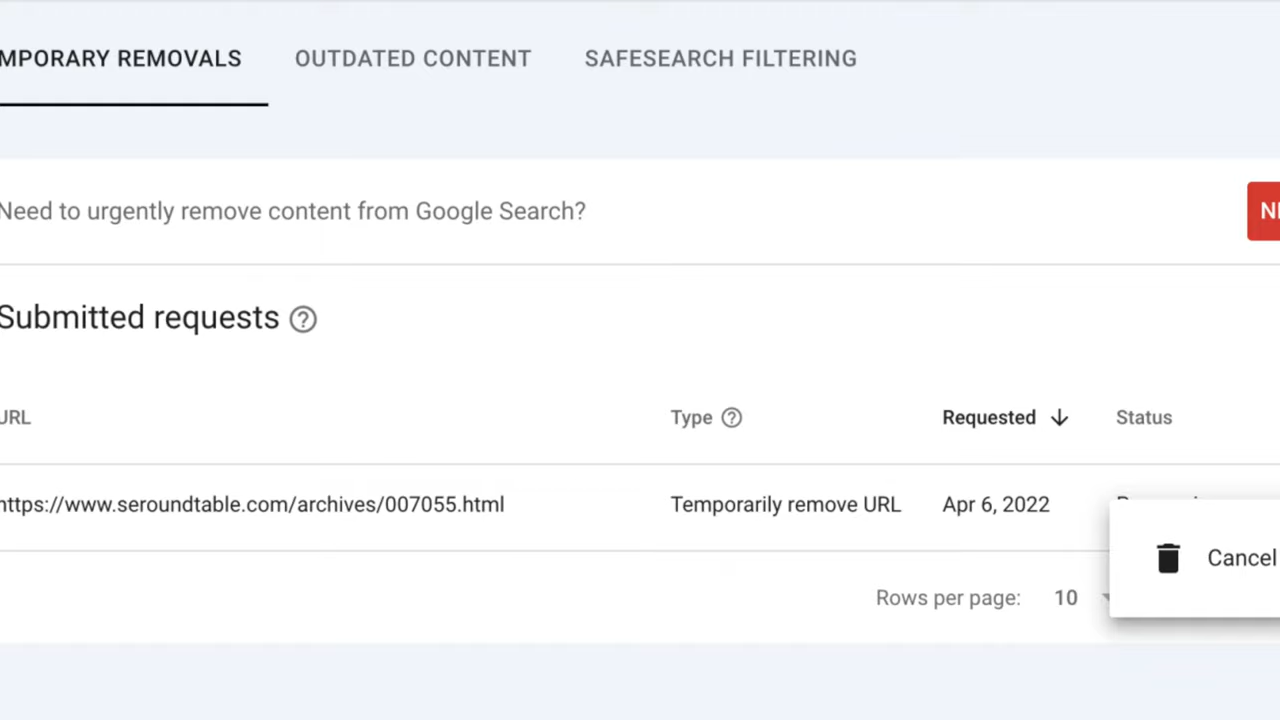 MPORARY REMOVALS OUTDATED CONTENT SAFESEARCH FILTERING
Need to urgently remove content from Google Search?
Submitted requests
URL Type Requested Status
https://www.seroundtable.com/archives/007055.html Temporarily remove URL Apr 6, 2022
Cancel
Rows per page: 10